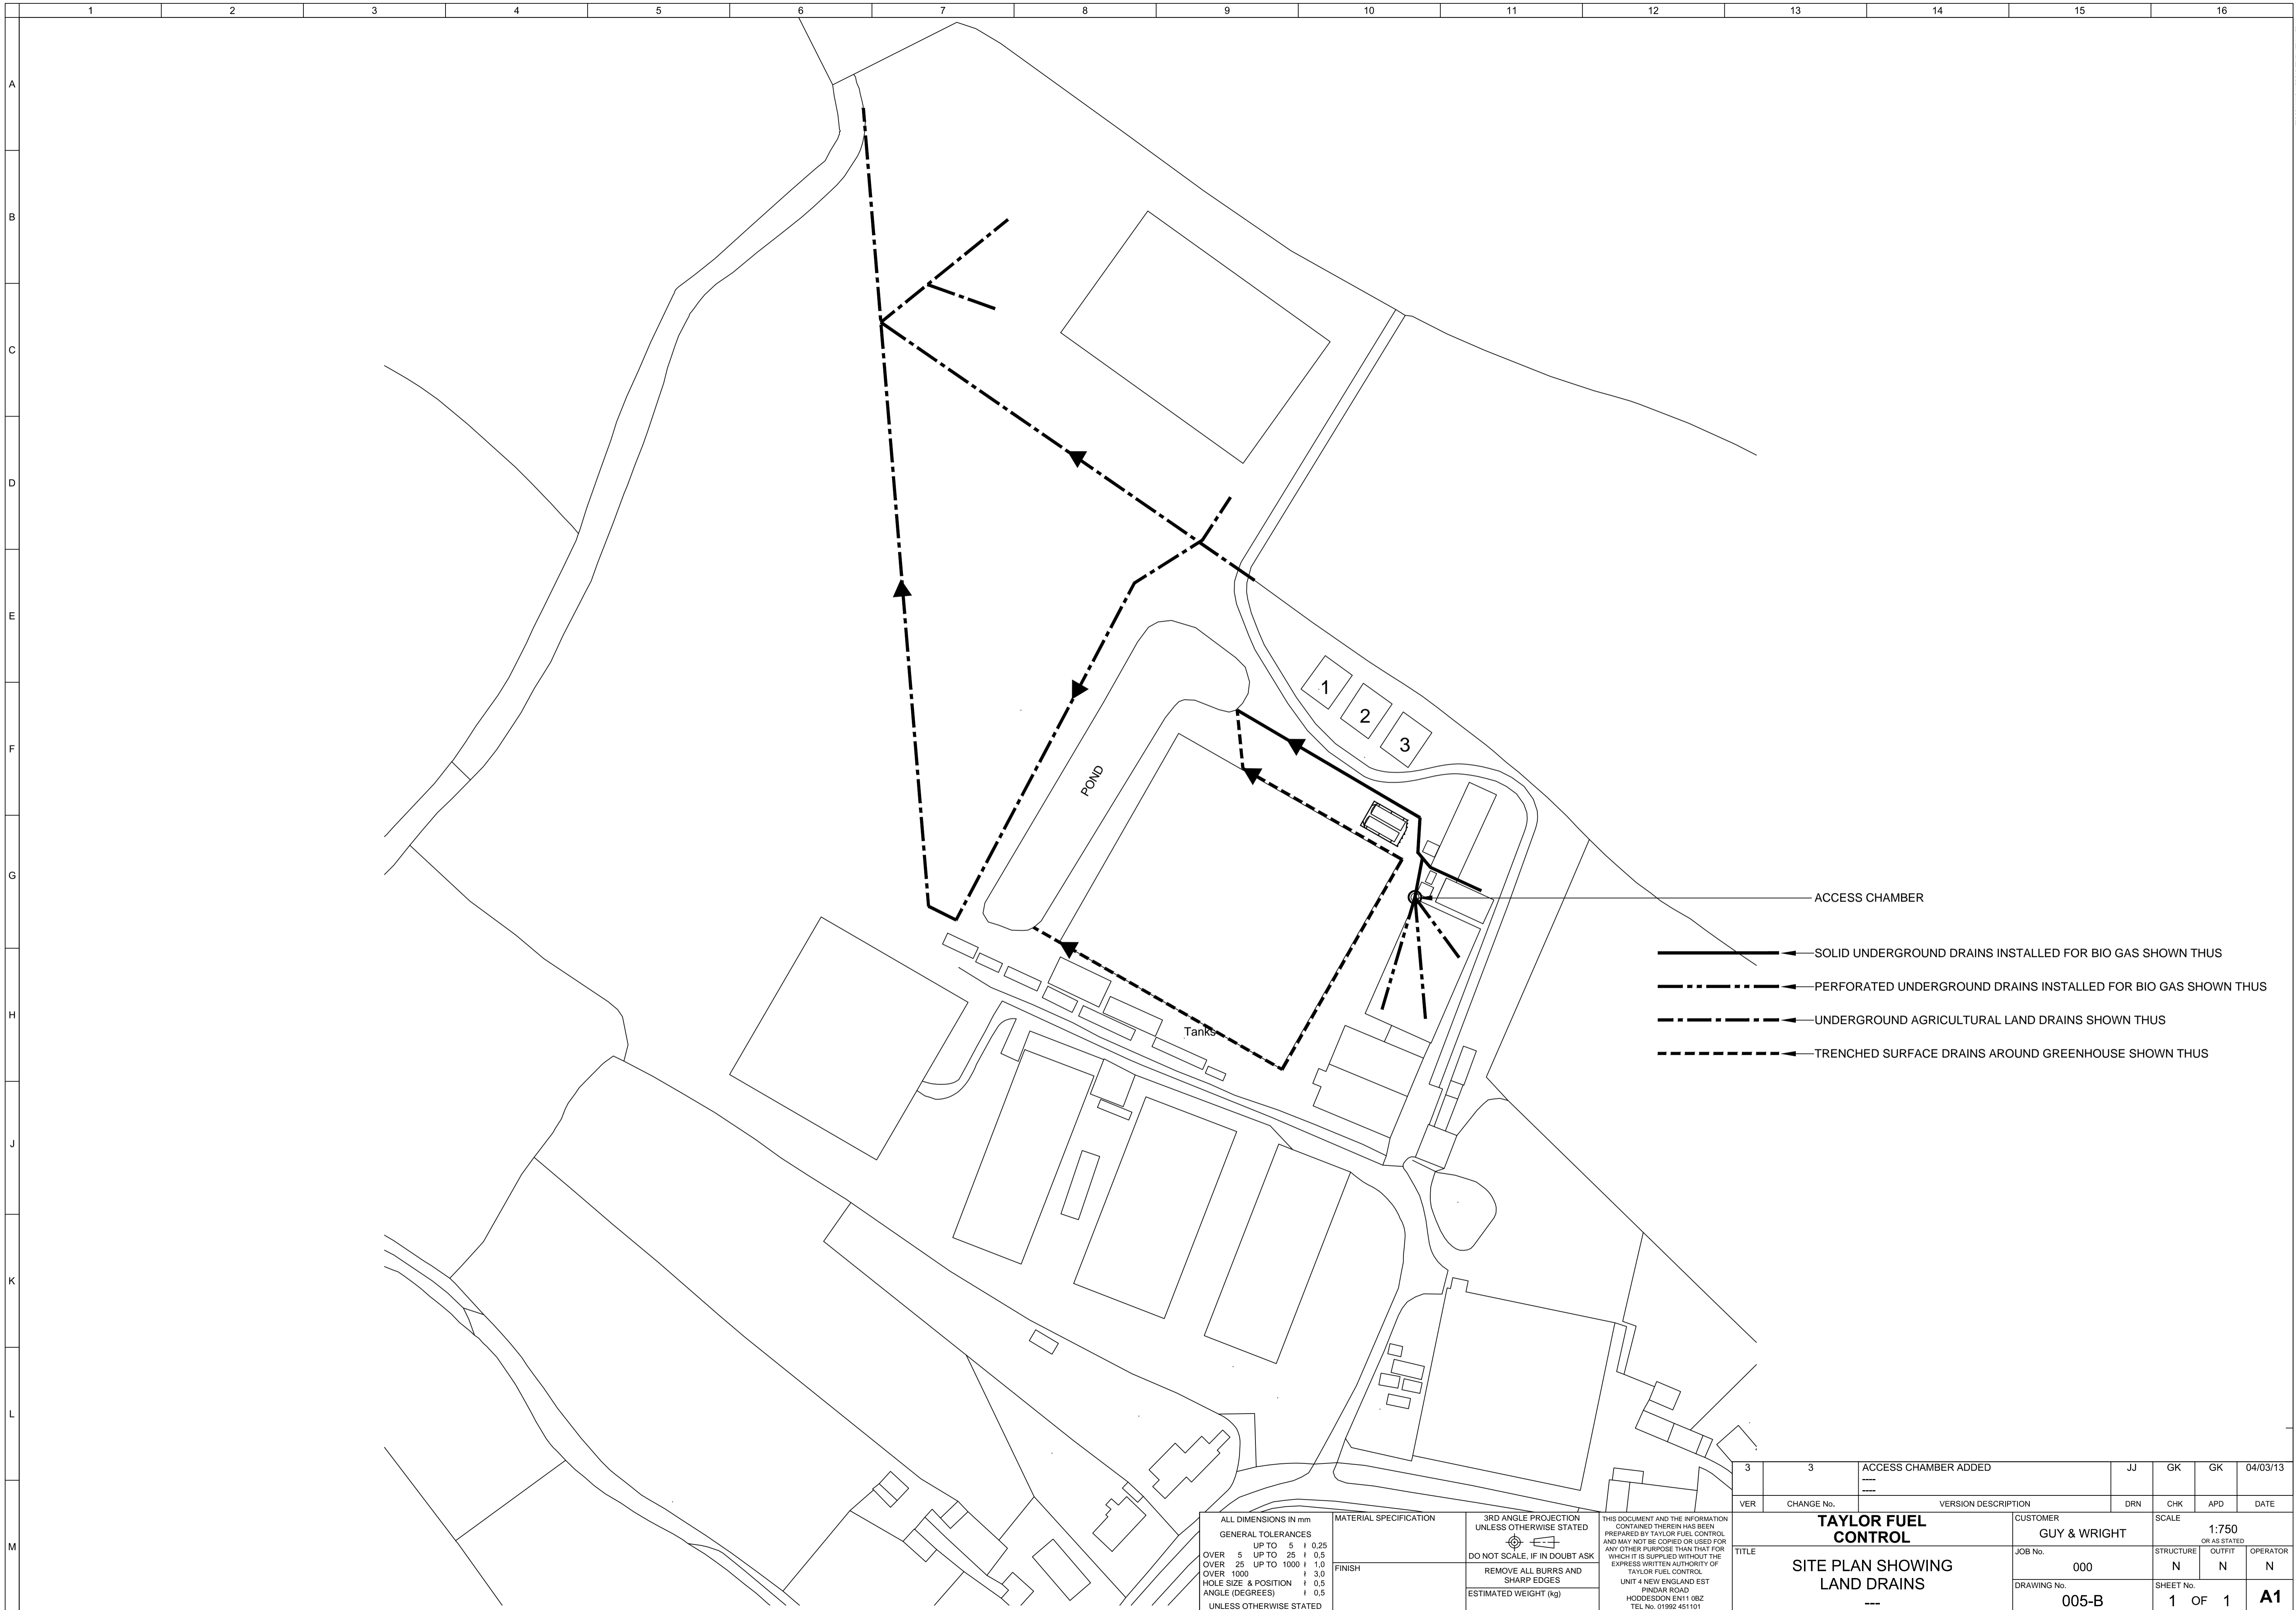 1 2 3 4 5 6 7 8 9 10 11 12 13 14 15 16
A
B
C
D
E
F
G
H
J
K
L
M
1
2
3
POND
Tanks
ACCESS CHAMBER
SOLID UNDERGROUND DRAINS INSTALLED FOR BIO GAS SHOWN THUS
PERFORATED UNDERGROUND DRAINS INSTALLED FOR BIO GAS SHOWN THUS
UNDERGROUND AGRICULTURAL LAND DRAINS SHOWN THUS
TRENCHED SURFACE DRAINS AROUND GREENHOUSE SHOWN THUS
3 3 ACCESS CHAMBER ADDED JJ GK GK 04/03/13
----
----
VER CHANGE No. VERSION DESCRIPTION DRN CHK APD DATE
ALL DIMENSIONS IN mm
GENERAL TOLERANCES
UP TO 5 0,25
OVER 5 UP TO 25 0,5
OVER 25 UP TO 1000 1,0
OVER 1000 3,0
HOLE SIZE & POSITION 0,5
ANGLE (DEGREES) 0,5
UNLESS OTHERWISE STATED
MATERIAL SPECIFICATION
FINISH
3RD ANGLE PROJECTION
UNLESS OTHERWISE STATED
DO NOT SCALE, IF IN DOUBT ASK
REMOVE ALL BURRS AND
SHARP EDGES
ESTIMATED WEIGHT (kg)
THIS DOCUMENT AND THE INFORMATION
CONTAINED THEREIN HAS BEEN
PREPARED BY TAYLOR FUEL CONTROL
AND MAY NOT BE COPIED OR USED FOR
ANY OTHER PURPOSE THAN THAT FOR
WHICH IT IS SUPPLIED WITHOUT THE
EXPRESS WRITTEN AUTHORITY OF
TAYLOR FUEL CONTROL
UNIT 4 NEW ENGLAND EST
PINDAR ROAD
HODDESDON EN11 0BZ
TEL No. 01992 451101
TAYLOR FUEL
CONTROL
TITLE
SITE PLAN SHOWING
LAND DRAINS
---
CUSTOMER
GUY & WRIGHT
JOB No.
000
DRAWING No.
005-B
SCALE
1:750
OR AS STATED
STRUCTURE OUTFIT OPERATOR
N N N
SHEET No.
1 OF 1
A1